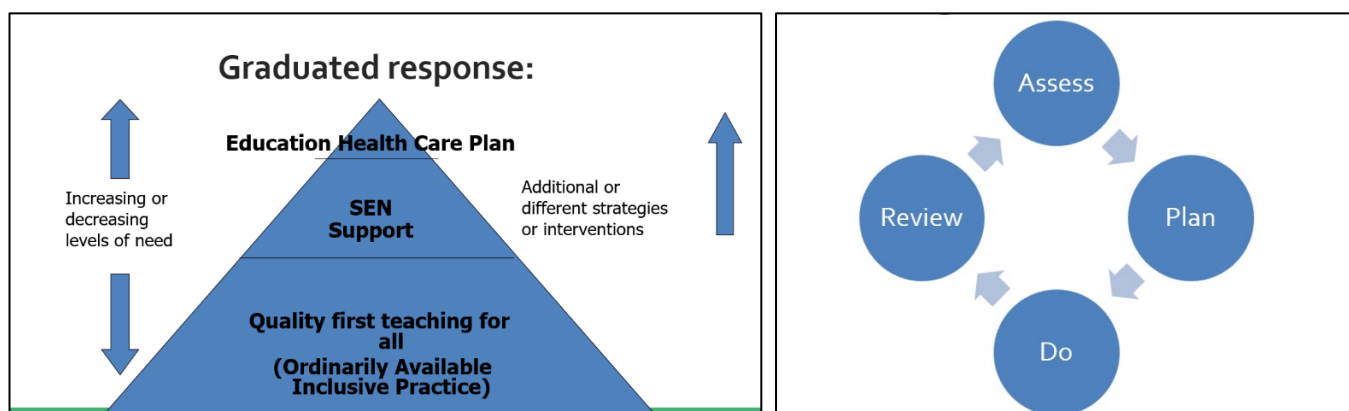 Graduated response:
Education Health Care Plan
Increasing or
decreasing
levels of need
SEN
Support
Additional or
different strategies
or interventions
Quality first teaching for
all
(Ordinarily Available
Inclusive Practice)
Assess
Plan
Do
Review